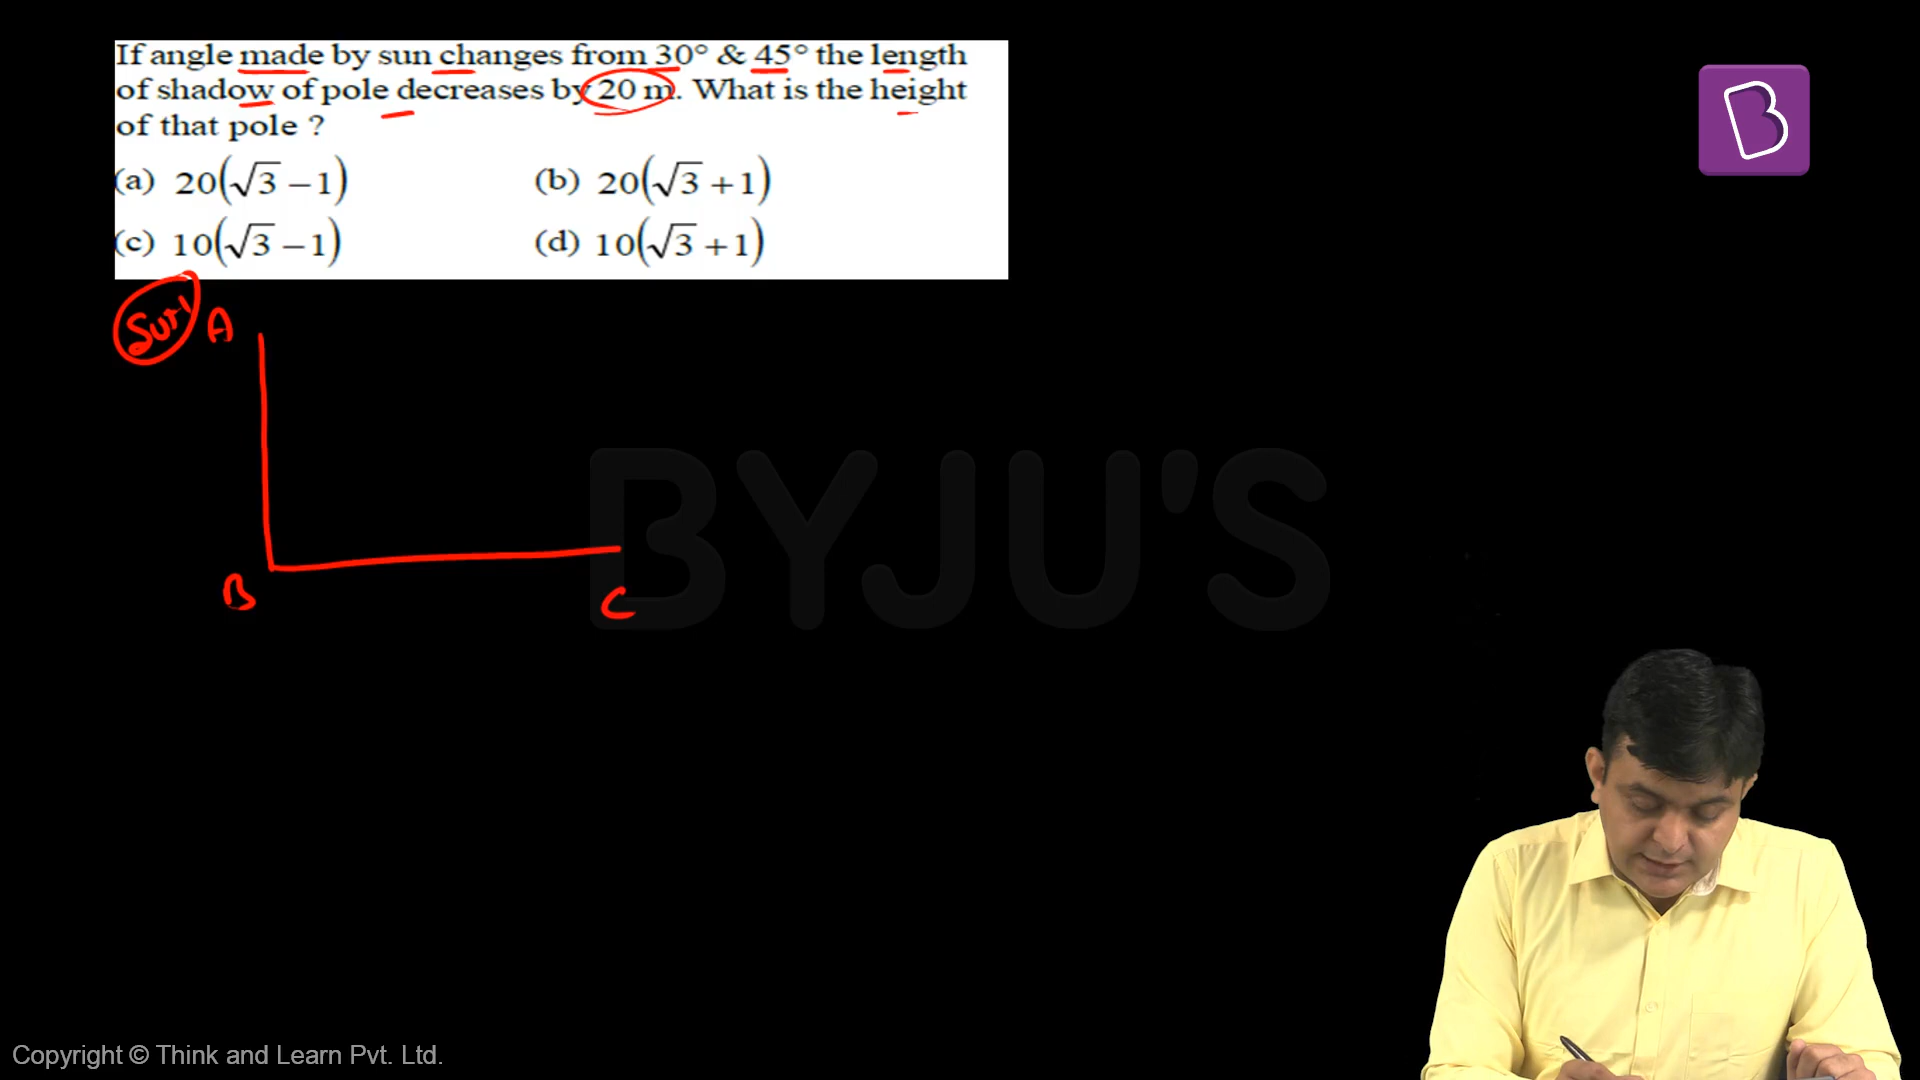 If angle made by sun changes from 30° & 45° the length
of shadow of pole decreases by 20 m. What is the height
of that pole ?
(a) 20(√3 – 1) (b) 20(√3 + 1)
(c) 10(√3 – 1) (d) 10(√3 + 1)
Sun A
B C
BYJU'S
B
Copyright © Think and Learn Pvt. Ltd.